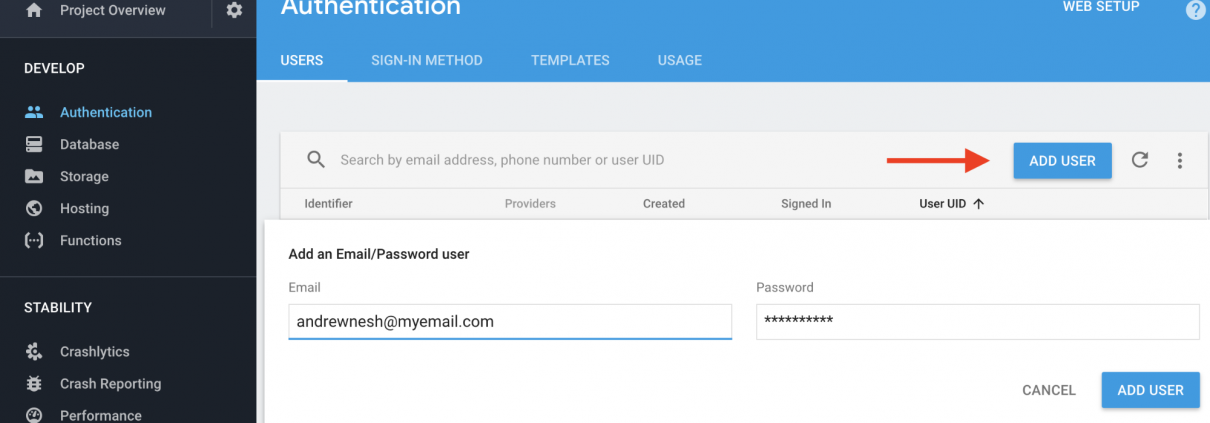 Project Overview
Authentication
WEB SETUP
USERS
SIGN-IN METHOD
TEMPLATES
USAGE
DEVELOP
Authentication
Database
Storage
Hosting
Functions
STABILITY
Crashlytics
Crash Reporting
Performance
Search by email address, phone number or user UID
ADD USER
Identifier
Providers
Created
Signed In
User UID ↑
Add an Email/Password user
Email
Password
andrewnesh@myemail.com
**********
CANCEL
ADD USER